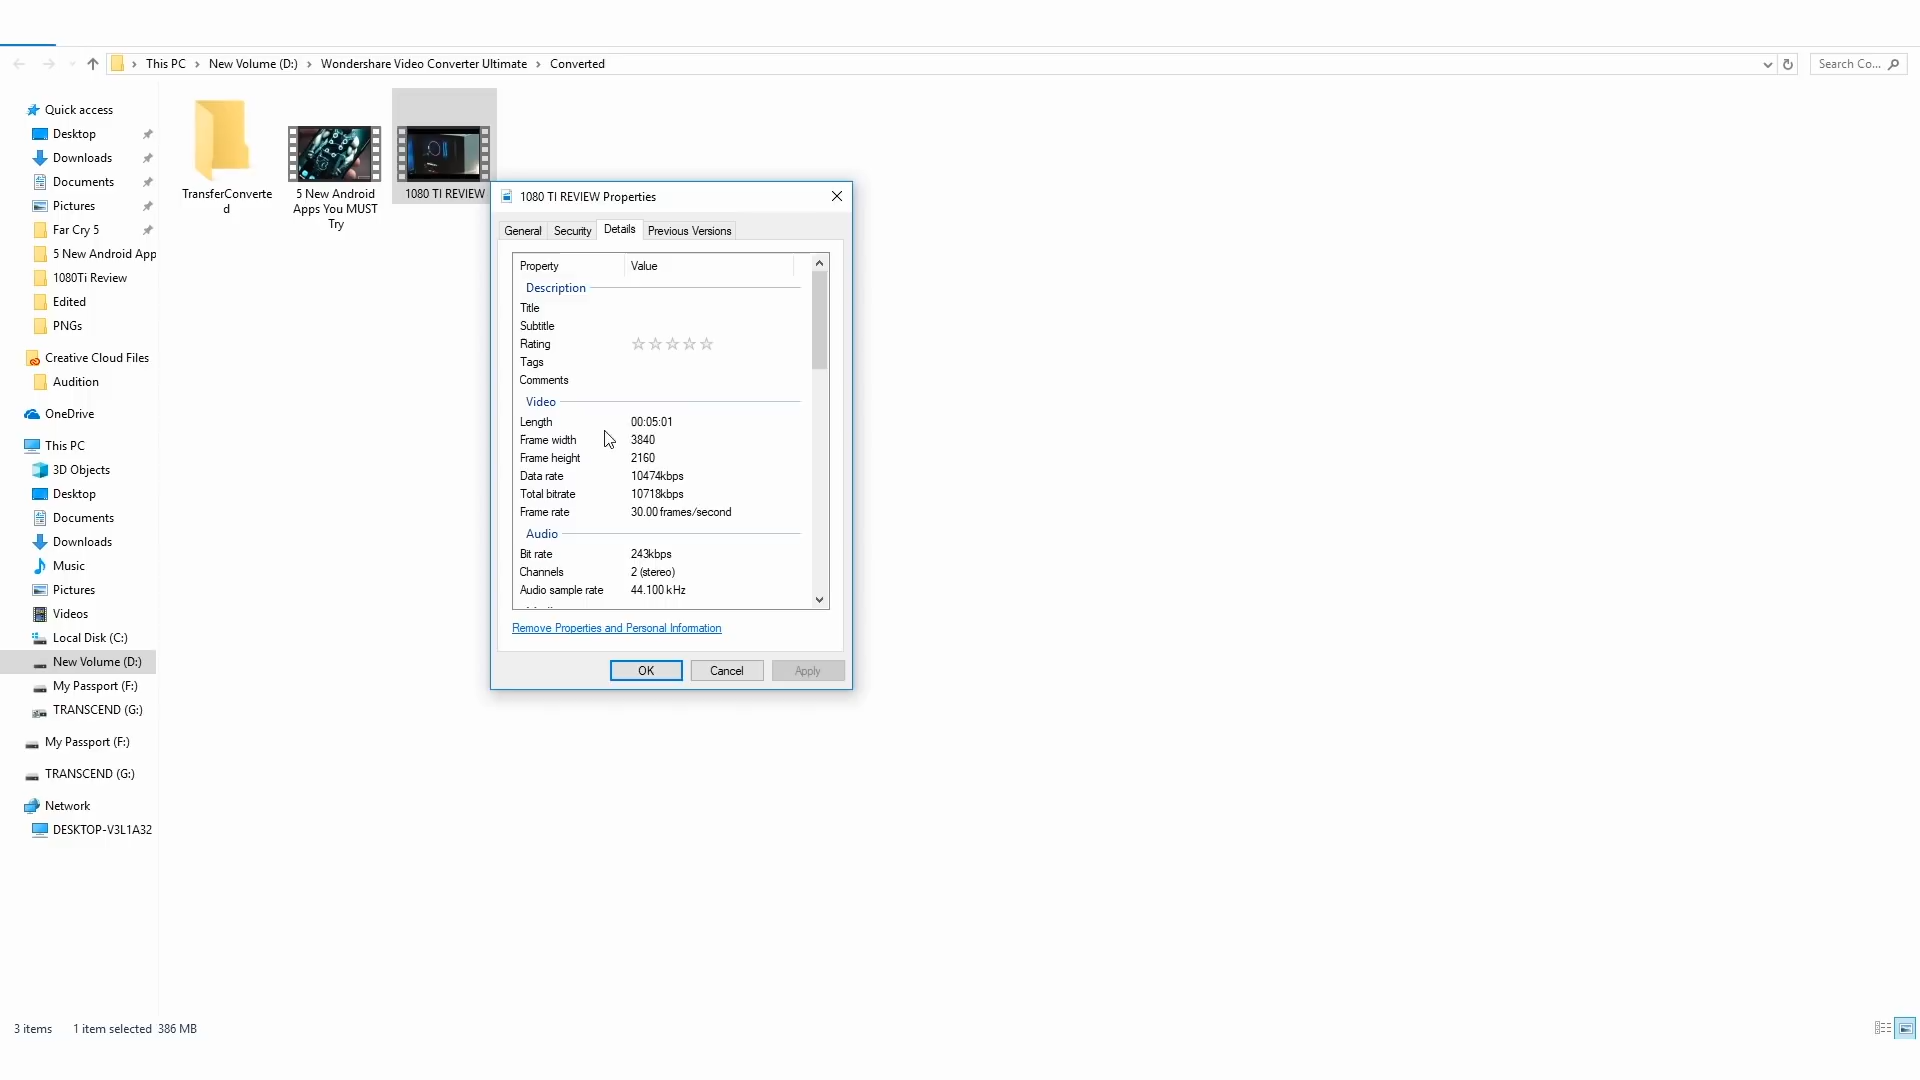 This PC > New Volume (D:) > Wondershare Video Converter Ultimate > Converted
Search Co...
Quick access
Desktop
Downloads
Documents
Pictures
Far Cry 5
5 New Android App
1080Ti Review
Edited
PNGs
Creative Cloud Files
Audition
OneDrive
This PC
3D Objects
Desktop
Documents
Downloads
Music
Pictures
Videos
Local Disk (C:)
New Volume (D:)
My Passport (F:)
TRANSCEND (G:)
My Passport (F:)
TRANSCEND (G:)
Network
DESKTOP-V3L1A32
TransferConverte
d
5 New Android
Apps You MUST
Try
1080 TI REVIEW
1080 TI REVIEW Properties
General Security Details Previous Versions
Property Value
Description
Title
Subtitle
Rating
Tags
Comments
Video
Length 00:05:01
Frame width 3840
Frame height 2160
Data rate 10474kbps
Total bitrate 10718kbps
Frame rate 30.00 frames/second
Audio
Bit rate 243kbps
Channels 2 (stereo)
Audio sample rate 44.100 kHz
Remove Properties and Personal Information
OK Cancel Apply
3 items 1 item selected 386 MB